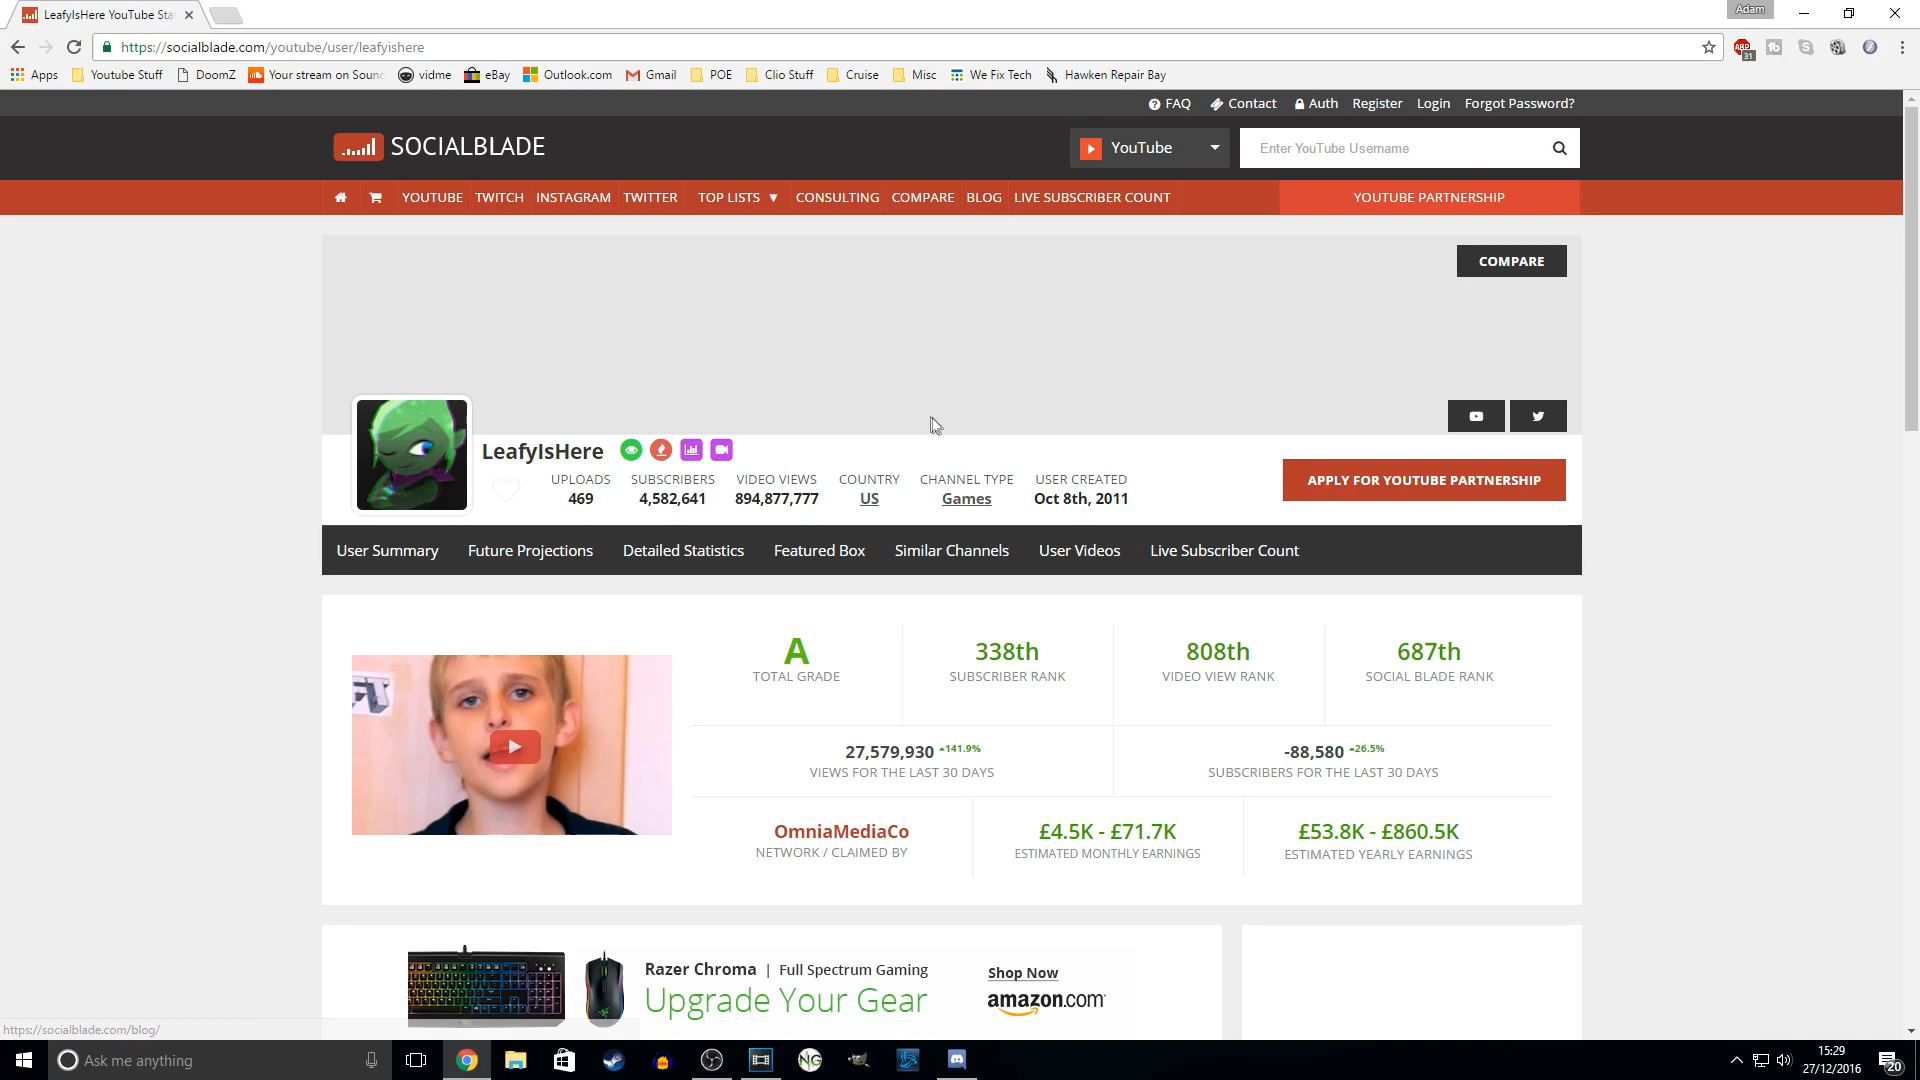 LeafyIsHere YouTube Sta
Adam
https://socialblade.com/youtube/user/leafyishere
ABP
31
tb
Apps
Youtube Stuff
DoomZ
Your stream on Soun
vidme
eBay
Outlook.com
Gmail
POE
Clio Stuff
Cruise
Misc
We Fix Tech
Hawken Repair Bay
FAQ
Contact
Auth
Register
Login
Forgot Password?
SOCIALBLADE
YouTube
Enter YouTube Username
YOUTUBE
TWITCH
INSTAGRAM
TWITTER
TOP LISTS ▼
CONSULTING
COMPARE
BLOG
LIVE SUBSCRIBER COUNT
YOUTUBE PARTNERSHIP
COMPARE
LeafyIsHere
UPLOADS
469
SUBSCRIBERS
4,582,641
VIDEO VIEWS
894,877,777
COUNTRY
US
CHANNEL TYPE
Games
USER CREATED
Oct 8th, 2011
APPLY FOR YOUTUBE PARTNERSHIP
User Summary
Future Projections
Detailed Statistics
Featured Box
Similar Channels
User Videos
Live Subscriber Count
A
TOTAL GRADE
338th
SUBSCRIBER RANK
808th
VIDEO VIEW RANK
687th
SOCIAL BLADE RANK
27,579,930 141.9%
VIEWS FOR THE LAST 30 DAYS
-88,580 26.5%
SUBSCRIBERS FOR THE LAST 30 DAYS
OmniaMediaCo
NETWORK / CLAIMED BY
£4.5K - £71.7K
ESTIMATED MONTHLY EARNINGS
£53.8K - £860.5K
ESTIMATED YEARLY EARNINGS
Razer Chroma | Full Spectrum Gaming
Upgrade Your Gear
Shop Now
amazon.com
https://socialblade.com/blog/
Ask me anything
NG
15:29
27/12/2016
20